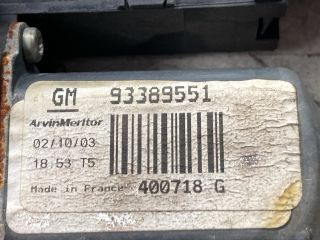 GM 93389551
ArvinMeritor
02/10/03
18 53 T5
Made in France 400718 G